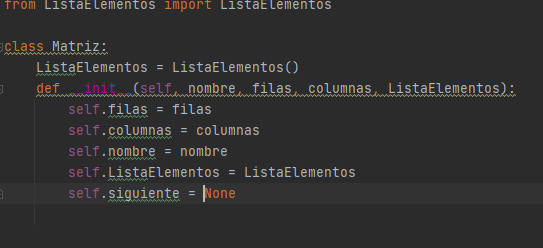 from ListaElementos import ListaElementos
class Matriz:
ListaElementos = ListaElementos()
def __init__(self, nombre, filas, columnas, ListaElementos):
self.filas = filas
self.columnas = columnas
self.nombre = nombre
self.ListaElementos = ListaElementos
self.siguiente = None